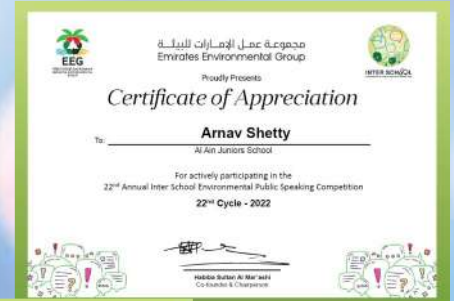 مجموعة عمل الإمارات للبيئة
EEG
Emirates Environmental Group
INTER SCHOOL
Proudly Presents
Certificate of Appreciation
To: Arnav Shetty
Al Ain Juniors School
For actively participating in the
22nd Annual Inter School Environmental Public Speaking Competition
22nd Cycle - 2022
Habiba Sultan Al Mar'ashi
Co-founder & Chairperson